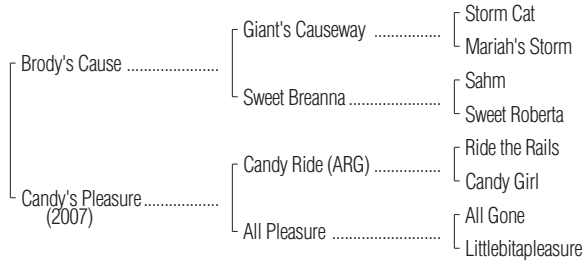 Storm Cat
Giant's Causeway ..................
Mariah's Storm
Brody's Cause .....................
Sahm
Sweet Breanna .....................
Sweet Roberta
Ride the Rails
Candy Ride (ARG) ...............
Candy Girl
Candy's Pleasure .................
(2007)
All Gone
All Pleasure .........................
Littlebitapleasure